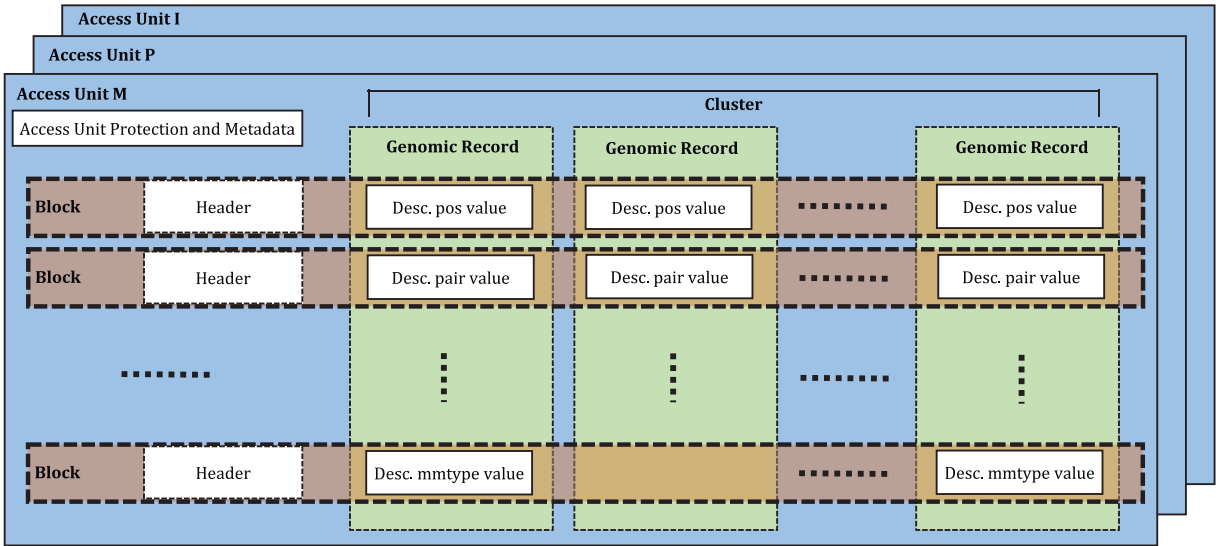 Access Unit I
Access Unit P
Access Unit M
Cluster
Access Unit Protection and Metadata
Genomic Record
Genomic Record
Genomic Record
Block
Header
Desc. pos value
Desc. pos value
Desc. pos value
Block
Header
Desc. pair value
Desc. pair value
Desc. pair value
Block
Header
Desc. mmtype value
Desc. mmtype value